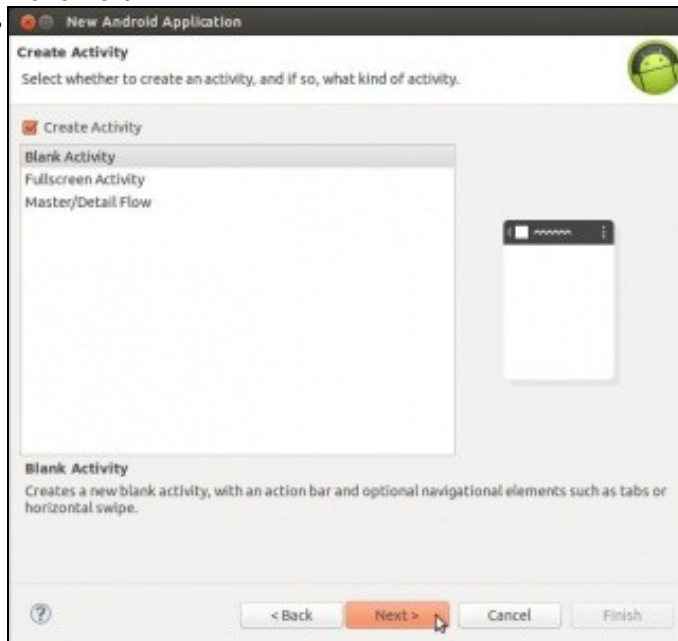 New Android Application
Create Activity
Select whether to create an activity, and if so, what kind of activity.
Create Activity
Blank Activity
Fullscreen Activity
Master/Detail Flow
Blank Activity
Creates a new blank activity, with an action bar and optional navigational elements such as tabs or
horizontal swipe.
? < Back Next > Cancel Finish